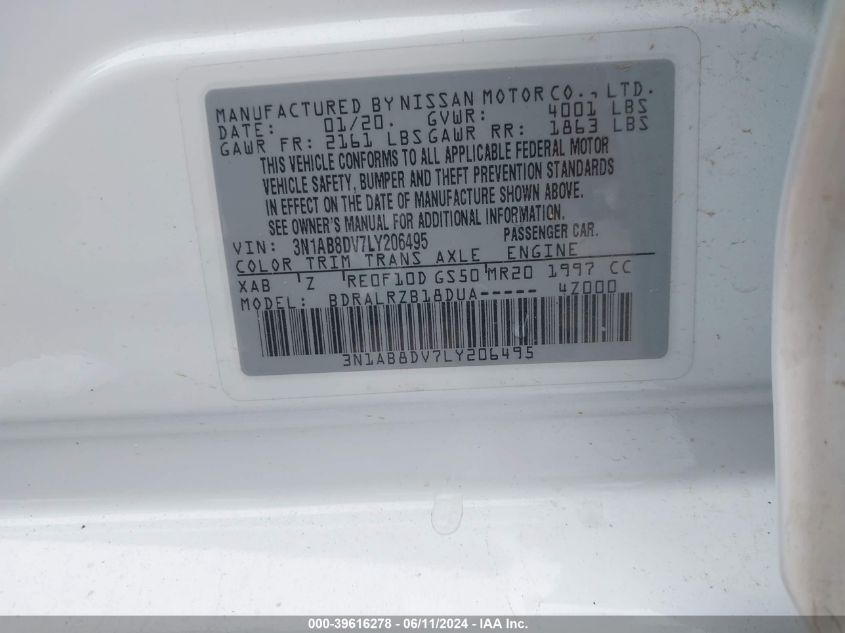 MANUFACTURED BY NISSAN MOTOR CO., LTD.
DATE: 01/20. GVWR: 4001 LBS
GAWR FR: 2161 LBS GAWR RR: 1863 LBS
THIS VEHICLE CONFORMS TO ALL APPLICABLE FEDERAL MOTOR
VEHICLE SAFETY, BUMPER AND THEFT PREVENTION STANDARDS
IN EFFECT ON THE DATE OF MANUFACTURE SHOWN ABOVE.
SEE OWNER'S MANUAL FOR ADDITIONAL INFORMATION.
VIN: 3N1AB8DV7LY206495 PASSENGER CAR.
COLOR TRIM TRANS AXLE ENGINE
XAB Z RE0F10D GS50 MR20 1997 CC
MODEL: BDRALRZB18DUA----- 4Z000
3N1AB8DV7LY206495
000-39616278 - 06/11/2024 - IAA Inc.